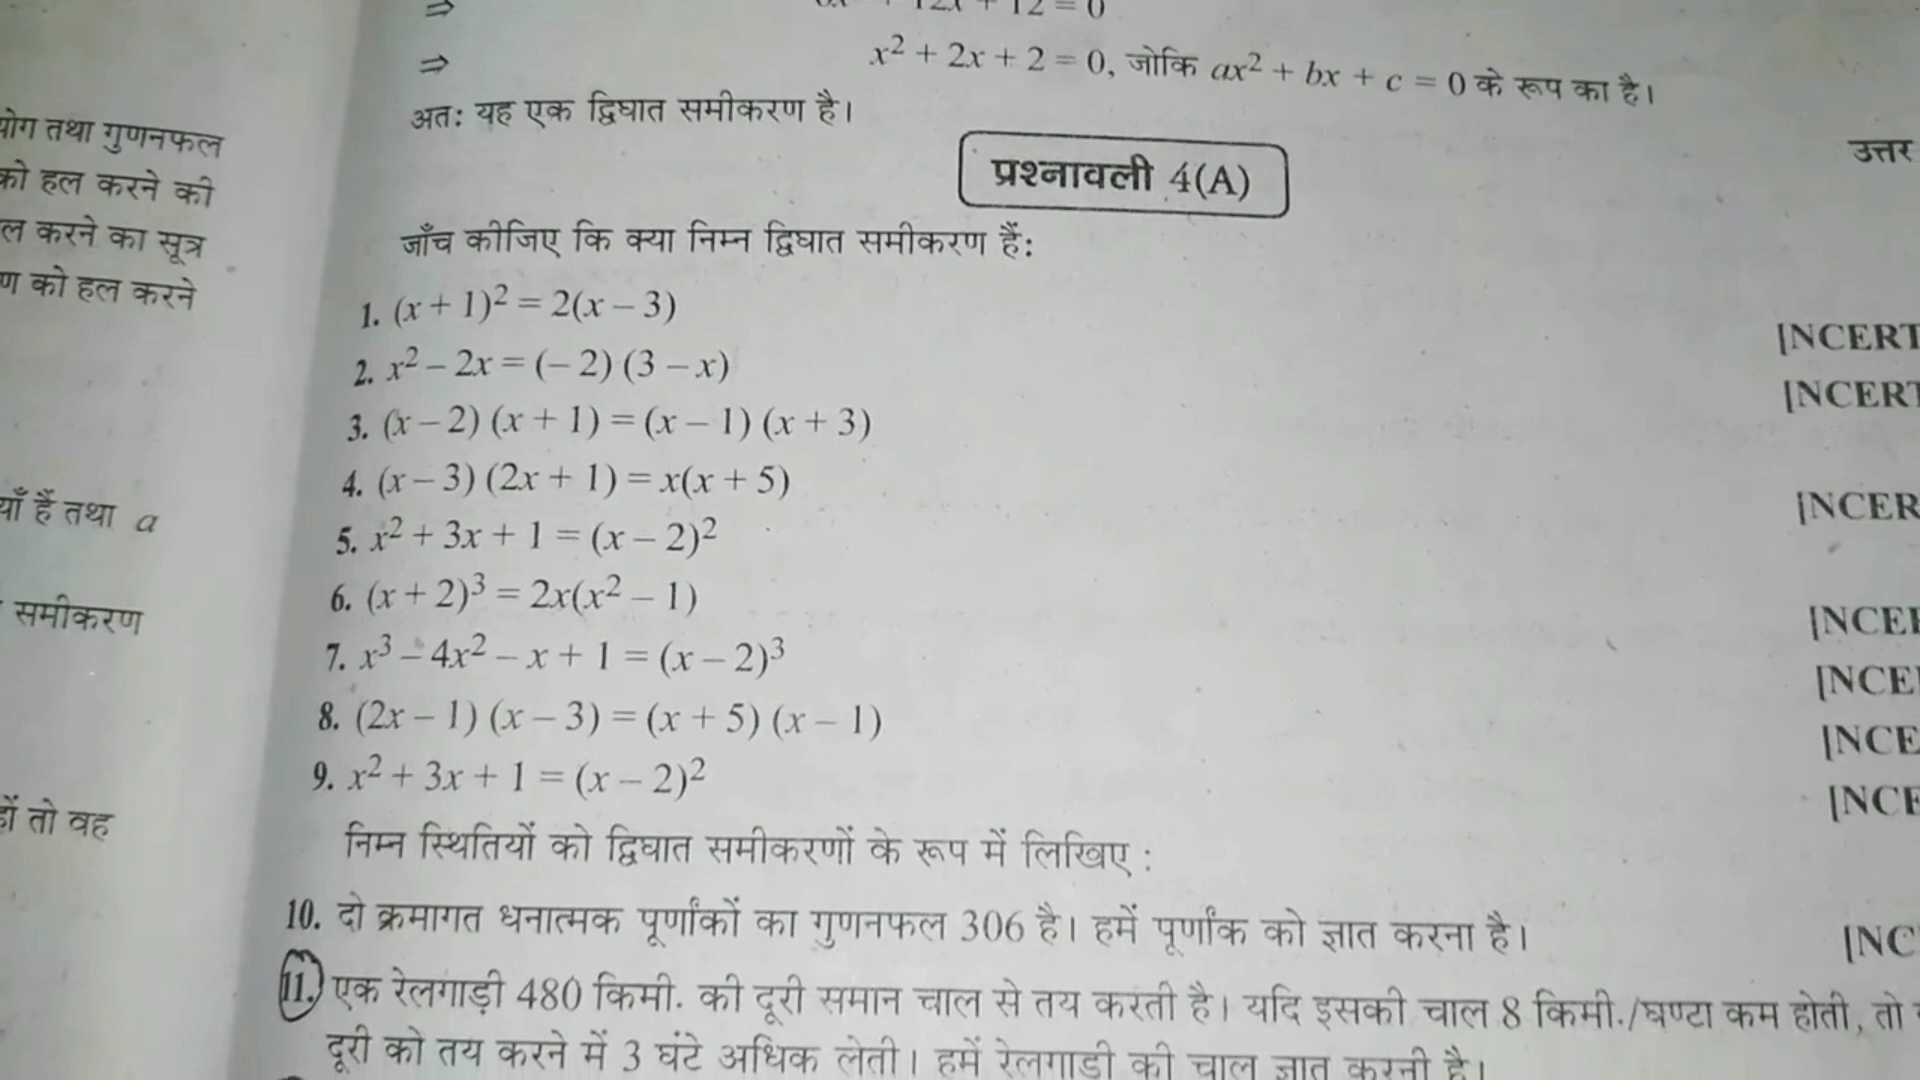 योग तथा गुणनफल
को हल करने की
ल करने का सूत्र
ण को हल करने
याँ हैं तथा a
समीकरण
तो वह
⇒
12 = 0
⇒ x² + 2x + 2 = 0, जोकि ax² + bx + c = 0 के रूप का है।
अतः यह एक द्विघात समीकरण है।
उत्तर
प्रश्नावली 4(A)
जाँच कीजिए कि क्या निम्न द्विघात समीकरण हैं:
1. (x + 1)² = 2(x – 3) [NCERT
2. x² – 2x = (– 2) (3 – x) [NCERT
3. (x – 2) (x + 1) = (x – 1) (x + 3)
4. (x – 3) (2x + 1) = x(x + 5) [NCER
5. x² + 3x + 1 = (x – 2)²
6. (x + 2)³ = 2x(x² – 1) [NCE
7. x³ – 4x² – x + 1 = (x – 2)³ [NCE
8. (2x – 1) (x – 3) = (x + 5) (x – 1) [NCE
9. x² + 3x + 1 = (x – 2)² [NC
निम्न स्थितियों को द्विघात समीकरणों के रूप में लिखिए :
10. दो क्रमागत धनात्मक पूर्णांकों का गुणनफल 306 है। हमें पूर्णांक को ज्ञात करना है। [NC
11. एक रेलगाड़ी 480 किमी. की दूरी समान चाल से तय करती है। यदि इसकी चाल 8 किमी./घण्टा कम होती, तो
दूरी को तय करने में 3 घंटे अधिक लेती। हमें रेलगाड़ी की चाल ज्ञात करनी है।